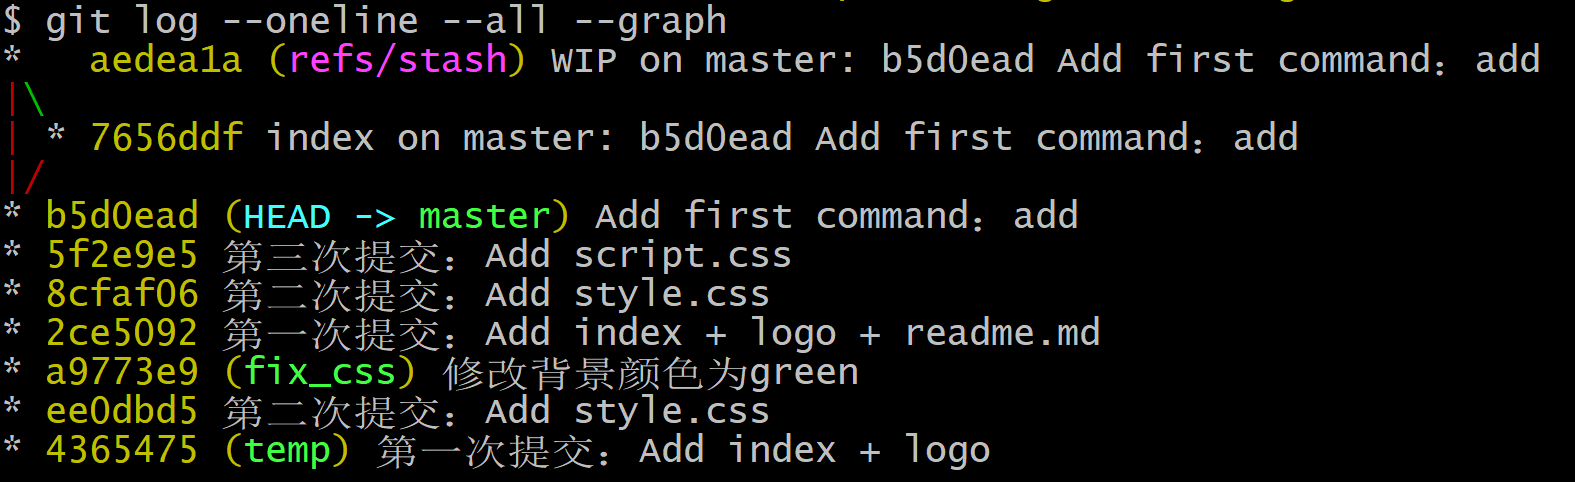 $ git log --oneline --all --graph
*   aedea1a (refs/stash) WIP on master: b5d0ead Add first command：add
|\
| * 7656ddf index on master: b5d0ead Add first command：add
|/
* b5d0ead (HEAD -> master) Add first command：add
* 5f2e9e5 第三次提交：Add script.css
* 8cfaf06 第二次提交：Add style.css
* 2ce5092 第一次提交：Add index + logo + readme.md
* a9773e9 (fix_css) 修改背景颜色为green
* ee0dbd5 第二次提交：Add style.css
* 4365475 (temp) 第一次提交：Add index + logo